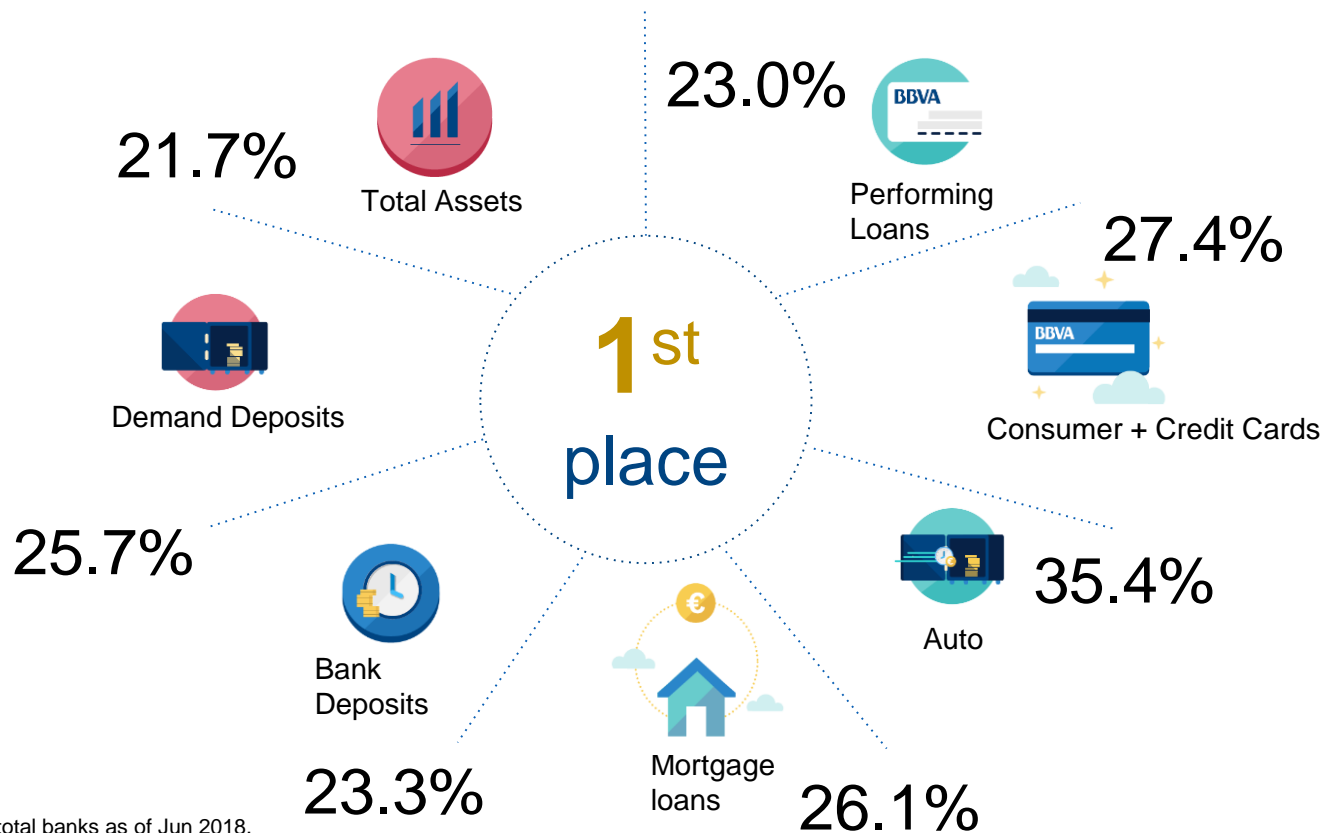 23.0%
BBVA
Performing
Loans
27.4%
BBVA
Consumer + Credit Cards
35.4%
Auto
26.1%
Mortgage
loans
€
23.3%
Bank
Deposits
25.7%
Demand Deposits
21.7%
Total Assets
1st
place
total banks as of Jun 2018.